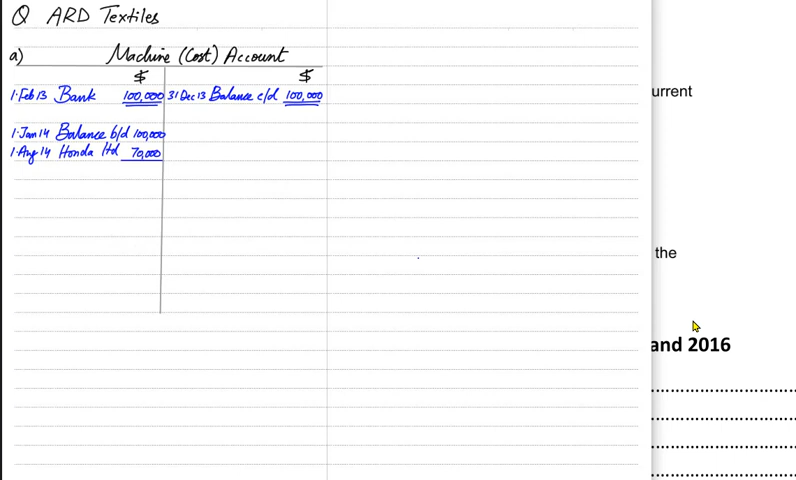 Q ARD Textiles
a) Machine (Cost) Account
$ $
1.Feb 13 Bank 100,000 31 Dec 13 Balance c/d 100,000
urrent
1.Jan 14 Balance b/d 100,000
1.Aug 14 Honda ltd 70,000
the
and 2016